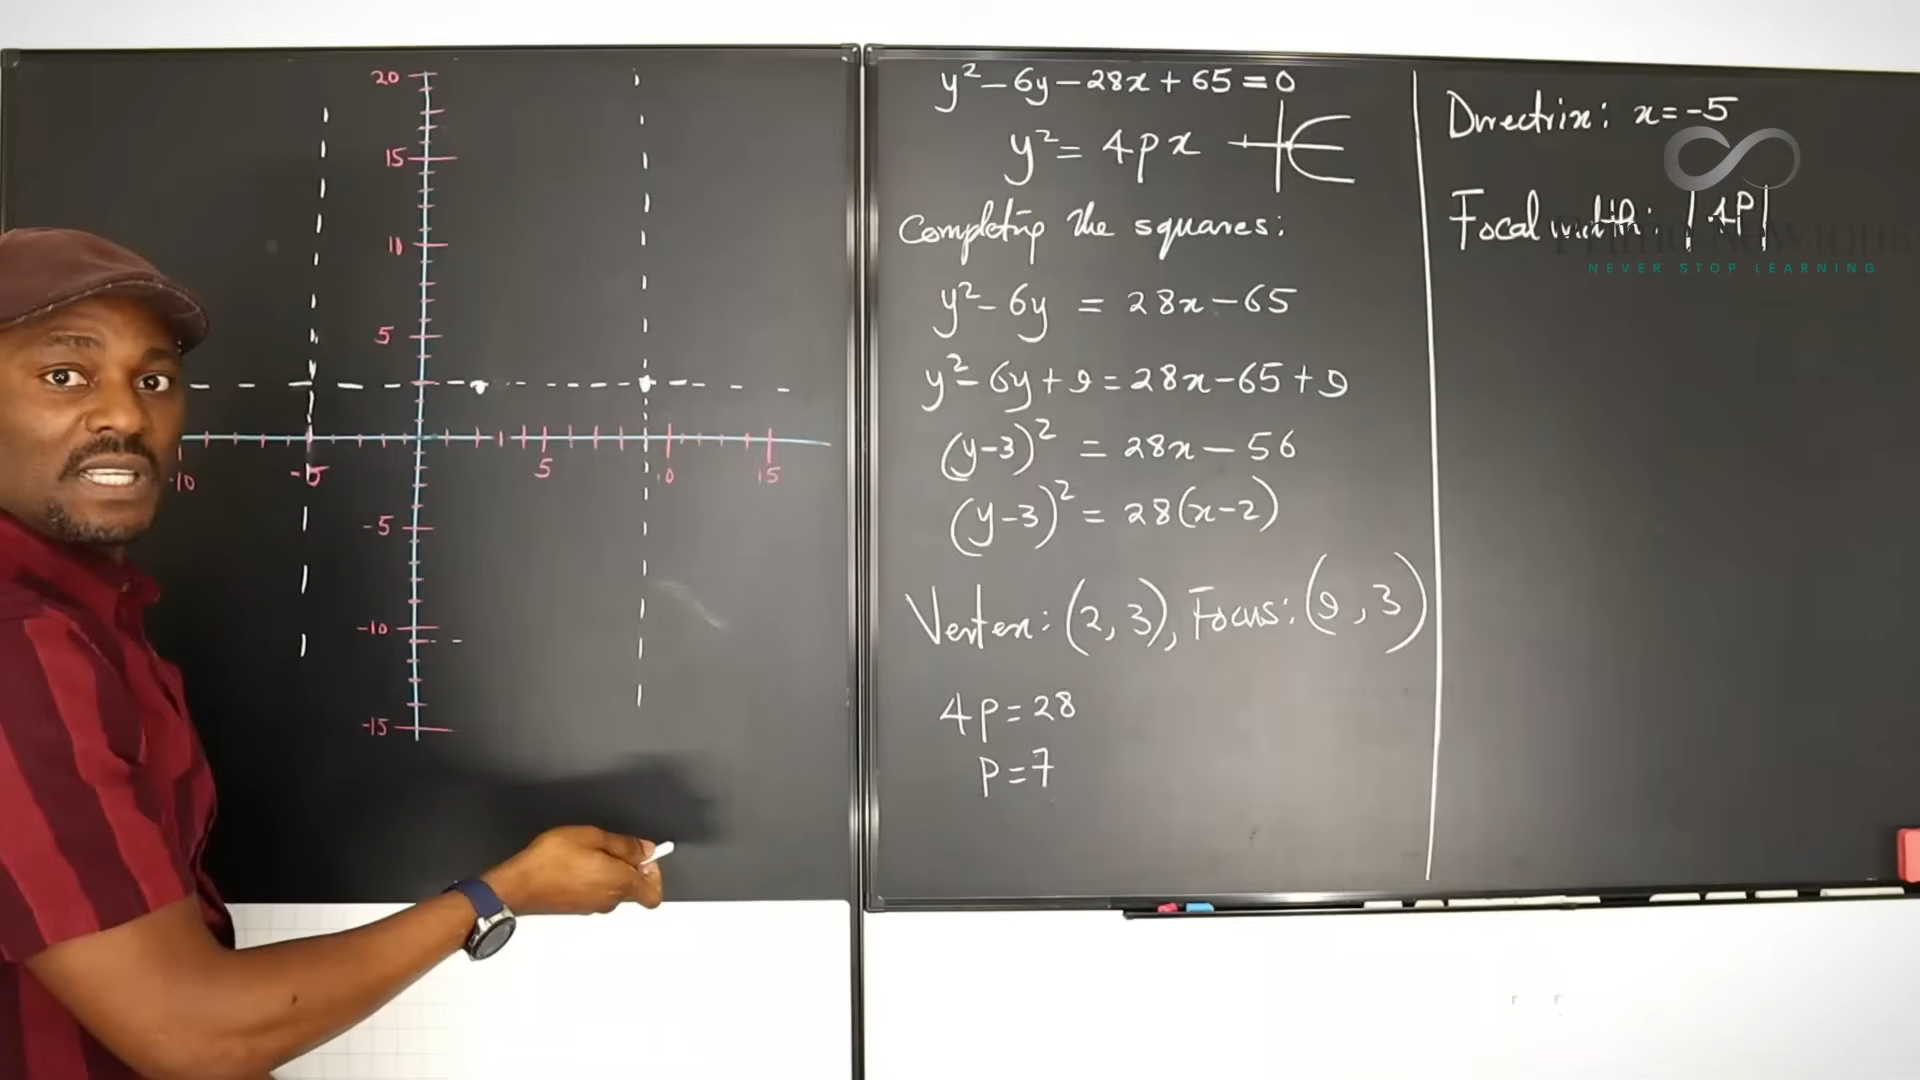 20
15
10
5
-10 -5 5 10 15
-5
-10
-15
y² - 6y - 28x + 65 = 0
y² = 4px
Completing the squares:
y² - 6y = 28x - 65
y² - 6y + 9 = 28x - 65 + 9
(y-3)² = 28x - 56
(y-3)² = 28(x-2)
Vertex: (2, 3), Focus: (9, 3)
4p = 28
p = 7
Directrix: x = -5
Focal width: |4P|
NEVER STOP LEARNING